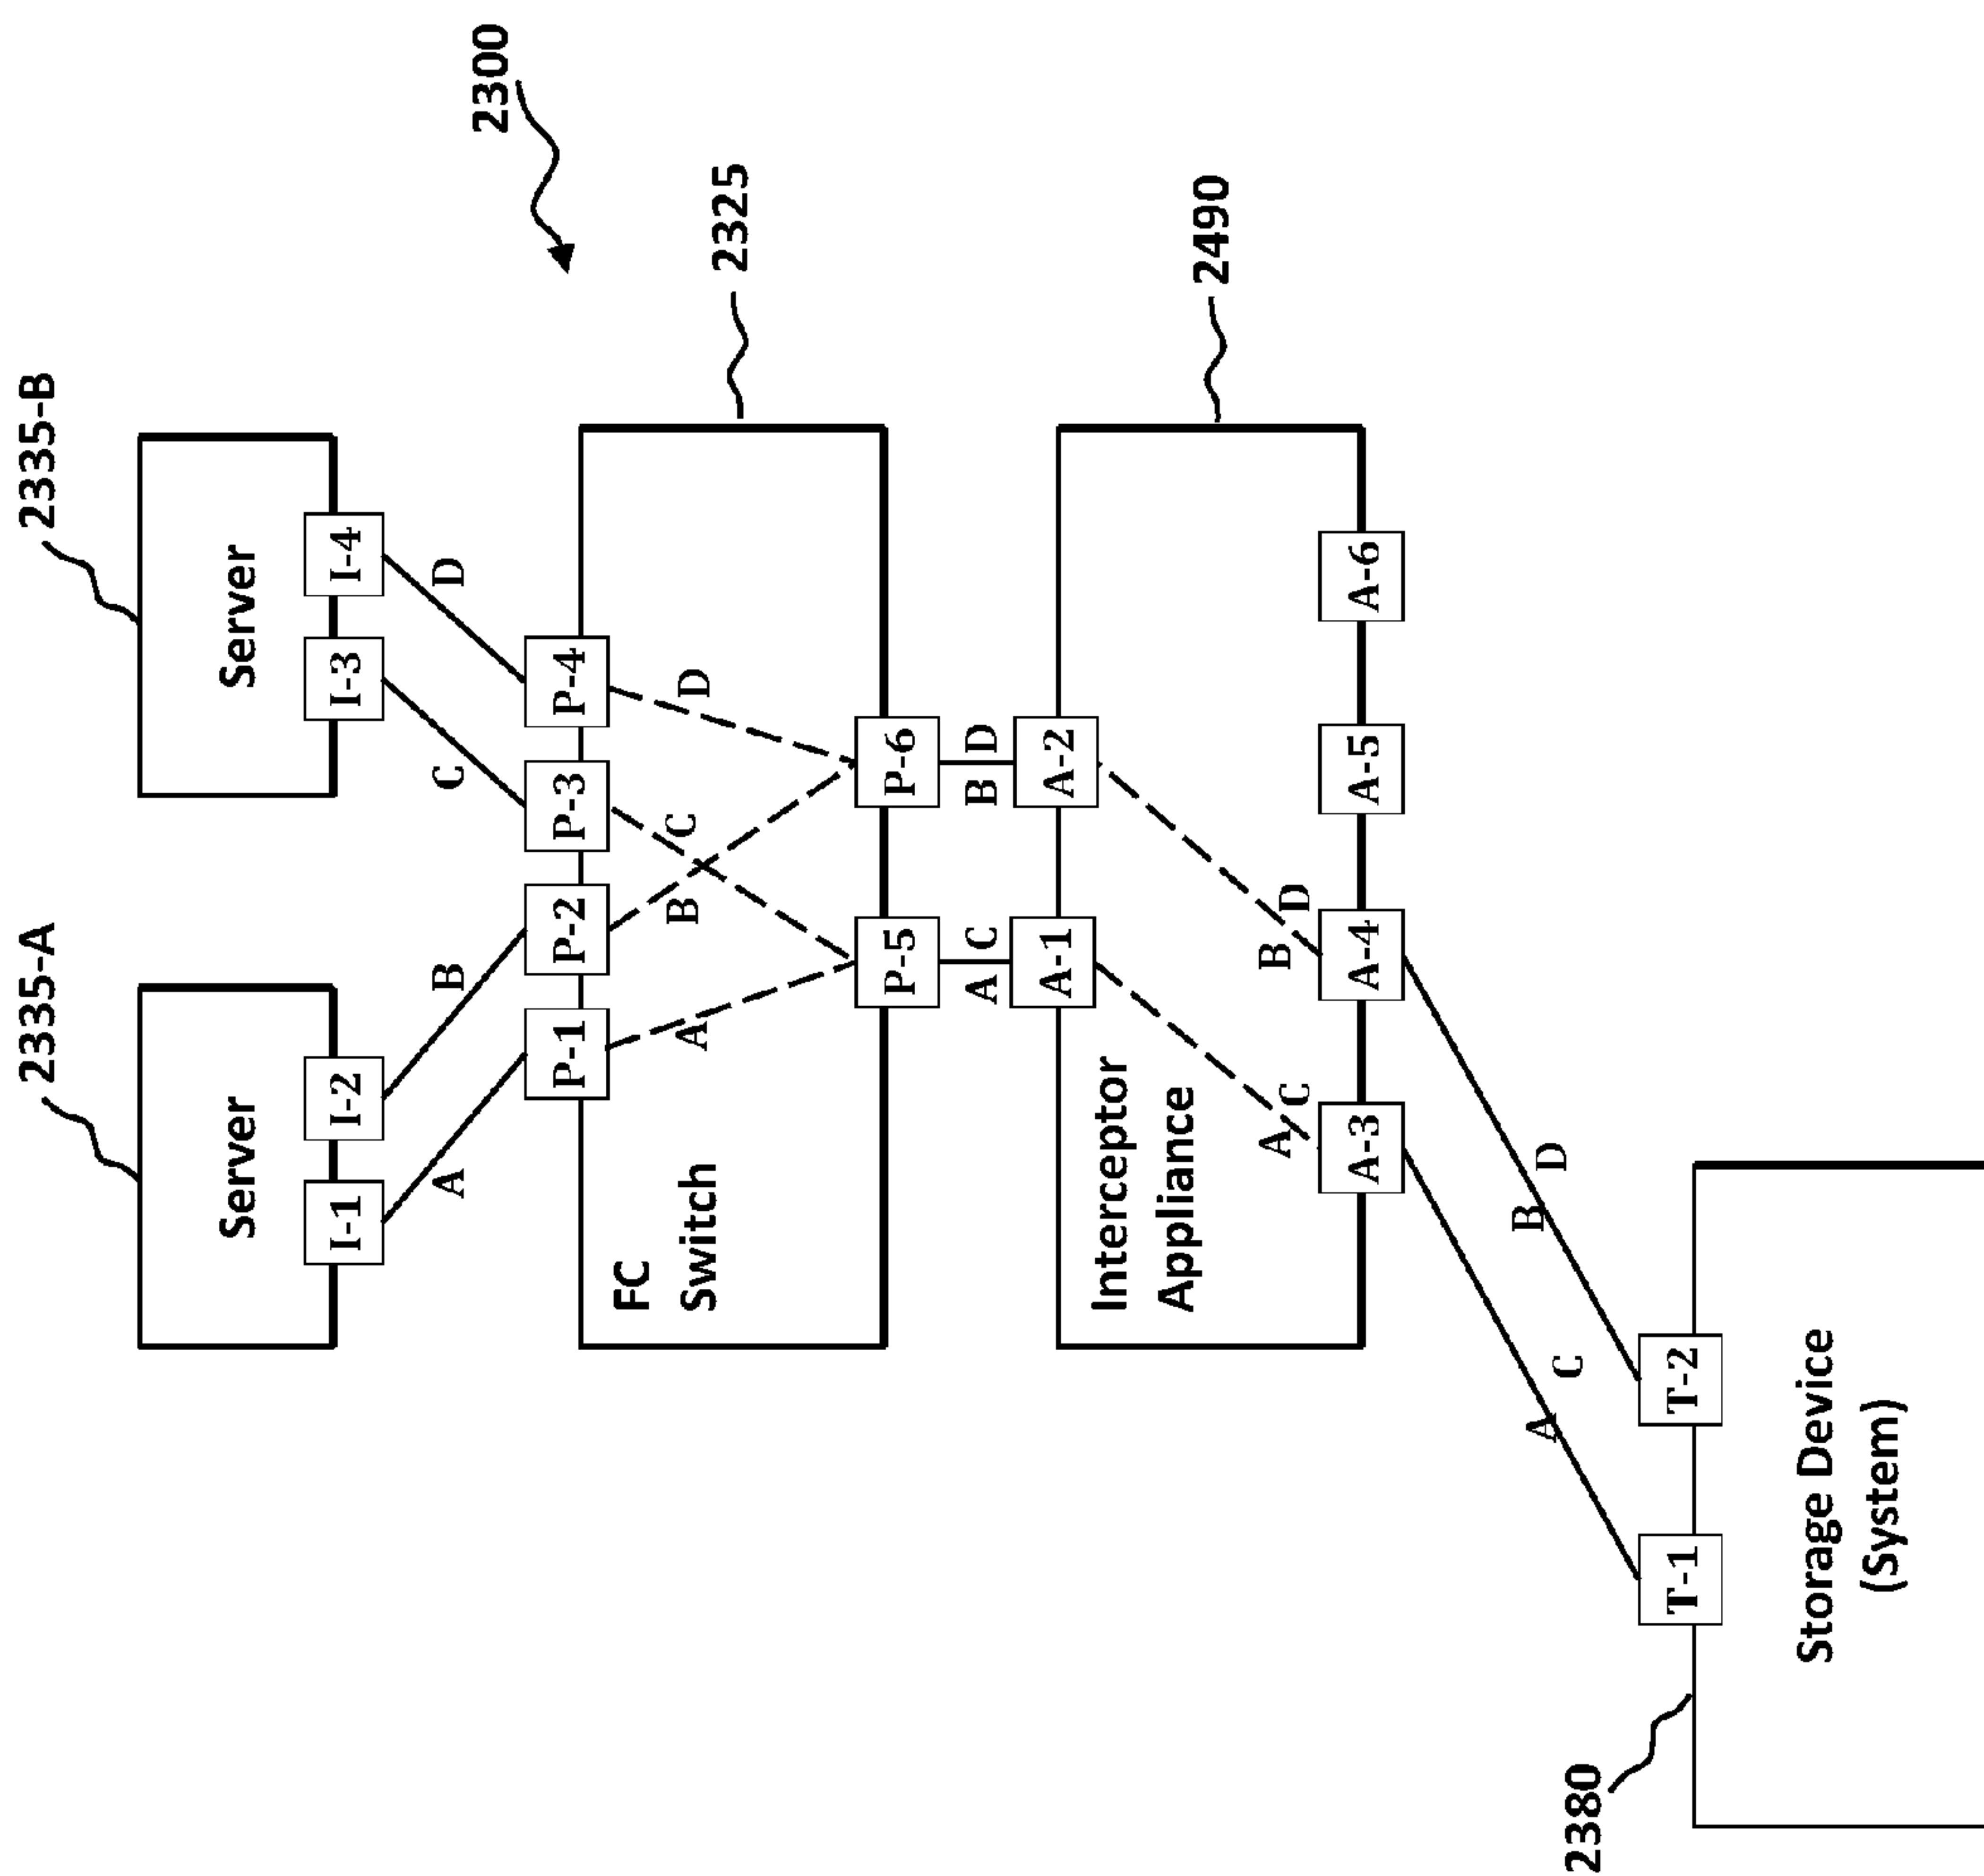 2300
2335-A
2335-B
Server
Server
I-1
I-2
I-3
I-4
A
B
C
D
2325
P-1
P-2
P-3
P-4
FC
Switch
A
B
C
D
P-5
P-6
A C
B D
2490
A-1
A-2
Interceptor
Appliance
A C
B D
A-3
A-4
A-5
A-6
A C
B D
2380
T-1
T-2
Storage Device
(System)